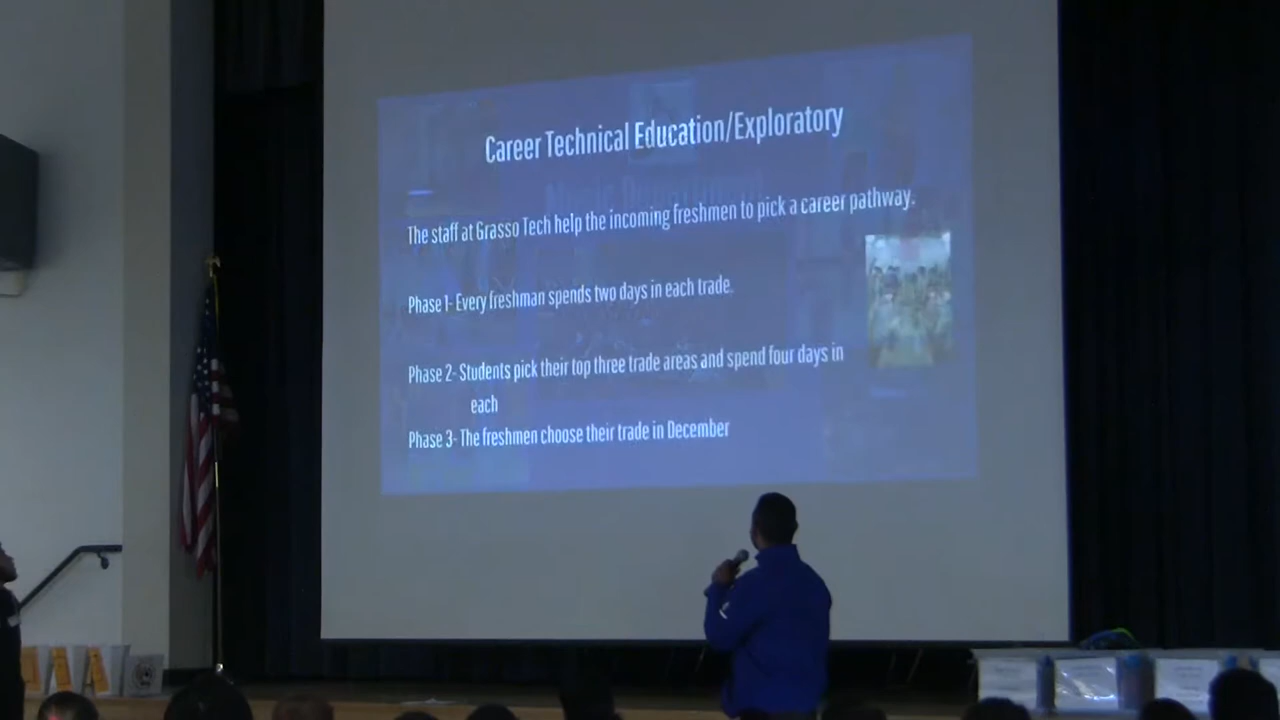 Career Technical Education/Exploratory
The staff at Grasso Tech help the incoming freshmen to pick a career pathway.
Phase 1- Every freshman spends two days in each trade.
Phase 2- Students pick their top three trade areas and spend four days in
each
Phase 3- The freshmen choose their trade in December